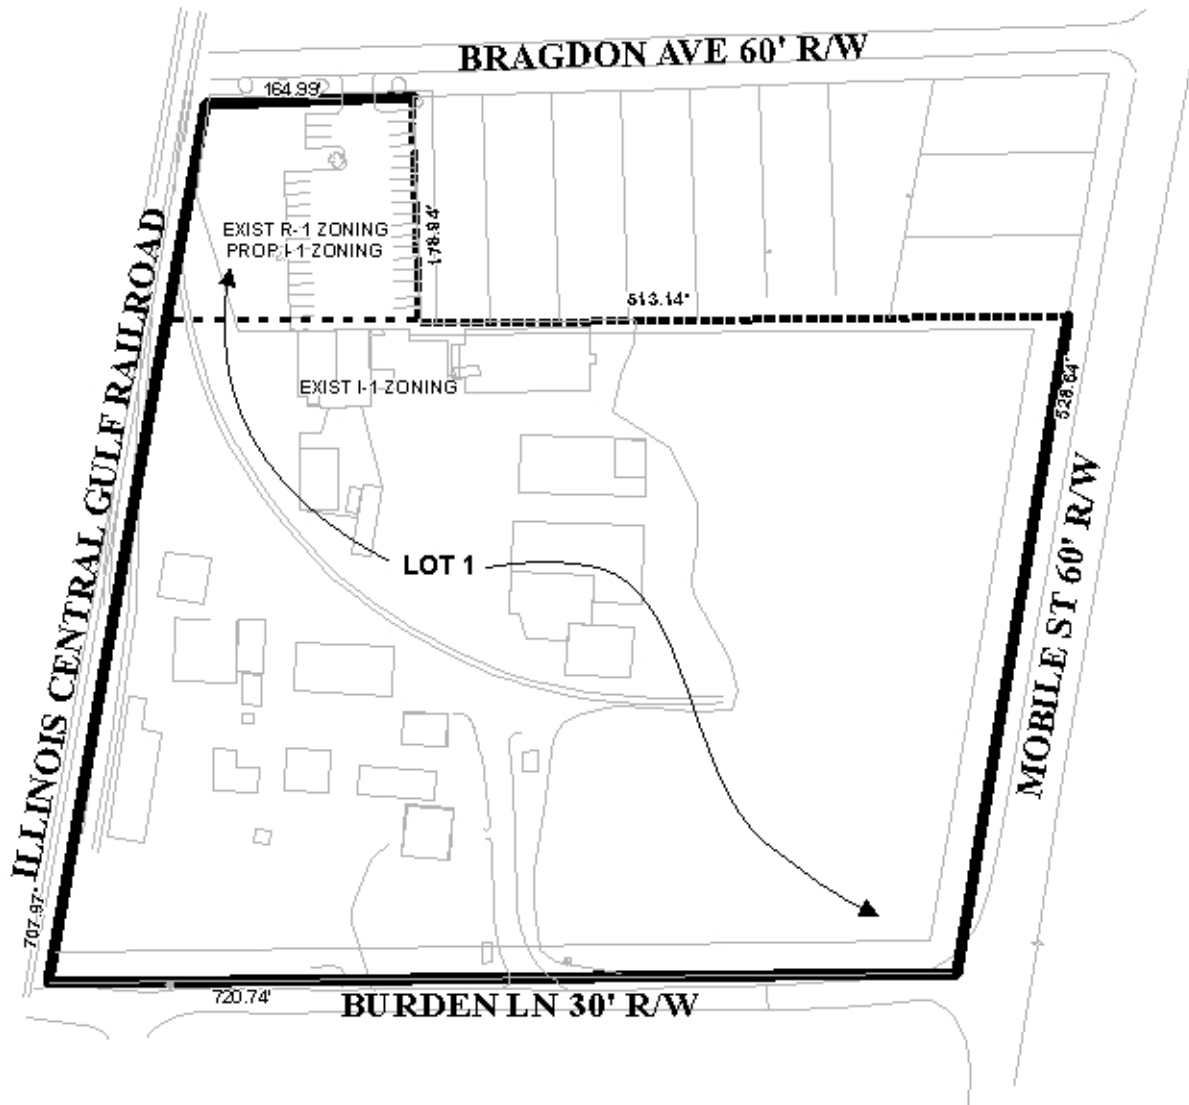 BRAGDON AVE 60' R/W
164.99'
EXIST R-1 ZONING
PROP I-1 ZONING
178.94'
513.14'
EXIST I-1 ZONING
528.64'
ILLINOIS CENTRAL GULF RAILROAD
LOT 1
MOBILE ST 60' R/W
707.97'
720.74'
BURDEN LN 30' R/W